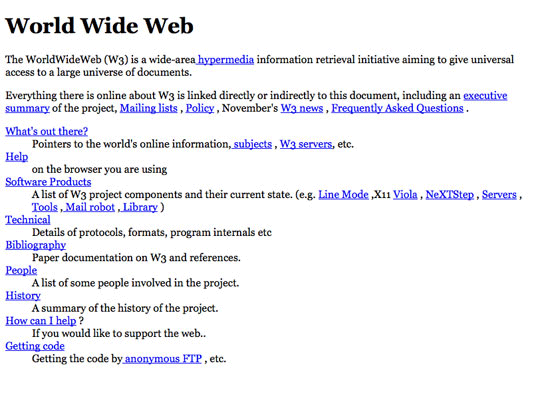 World Wide Web
The WorldWideWeb (W3) is a wide-area hypermedia information retrieval initiative aiming to give universal
access to a large universe of documents.
Everything there is online about W3 is linked directly or indirectly to this document, including an executive
summary of the project, Mailing lists , Policy , November's W3 news , Frequently Asked Questions .
What's out there?
Pointers to the world's online information, subjects , W3 servers, etc.
Help
on the browser you are using
Software Products
A list of W3 project components and their current state. (e.g. Line Mode ,X11 Viola , NeXTStep , Servers ,
Tools , Mail robot , Library )
Technical
Details of protocols, formats, program internals etc
Bibliography
Paper documentation on W3 and references.
People
A list of some people involved in the project.
History
A summary of the history of the project.
How can I help ?
If you would like to support the web..
Getting code
Getting the code by anonymous FTP , etc.